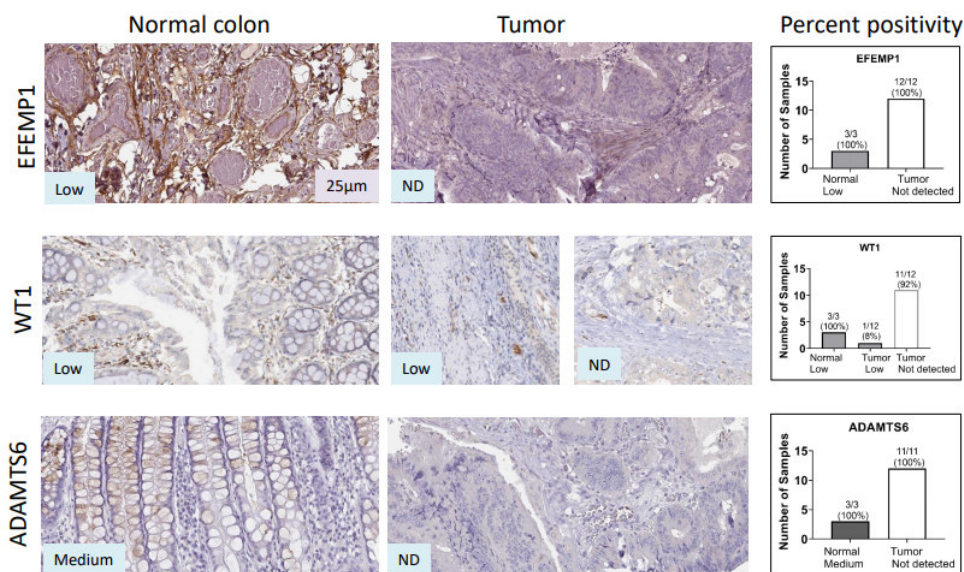 Normal colon
Tumor
Percent positivity
EFEMP1
Low
25µm
ND
EFEMP1
Number of Samples
15
10
5
0
3/3
(100%)
12/12
(100%)
Normal
Low
Tumor
Not detected
WT1
Low
Low
ND
WT1
Number of Samples
15
10
5
0
3/3
(100%)
1/12
(8%)
11/12
(92%)
Normal
Low
Tumor
Low
Tumor
Not detected
ADAMTS6
Medium
ND
ADAMTS6
Number of Samples
15
10
5
0
3/3
(100%)
11/11
(100%)
Normal
Medium
Tumor
Not detected